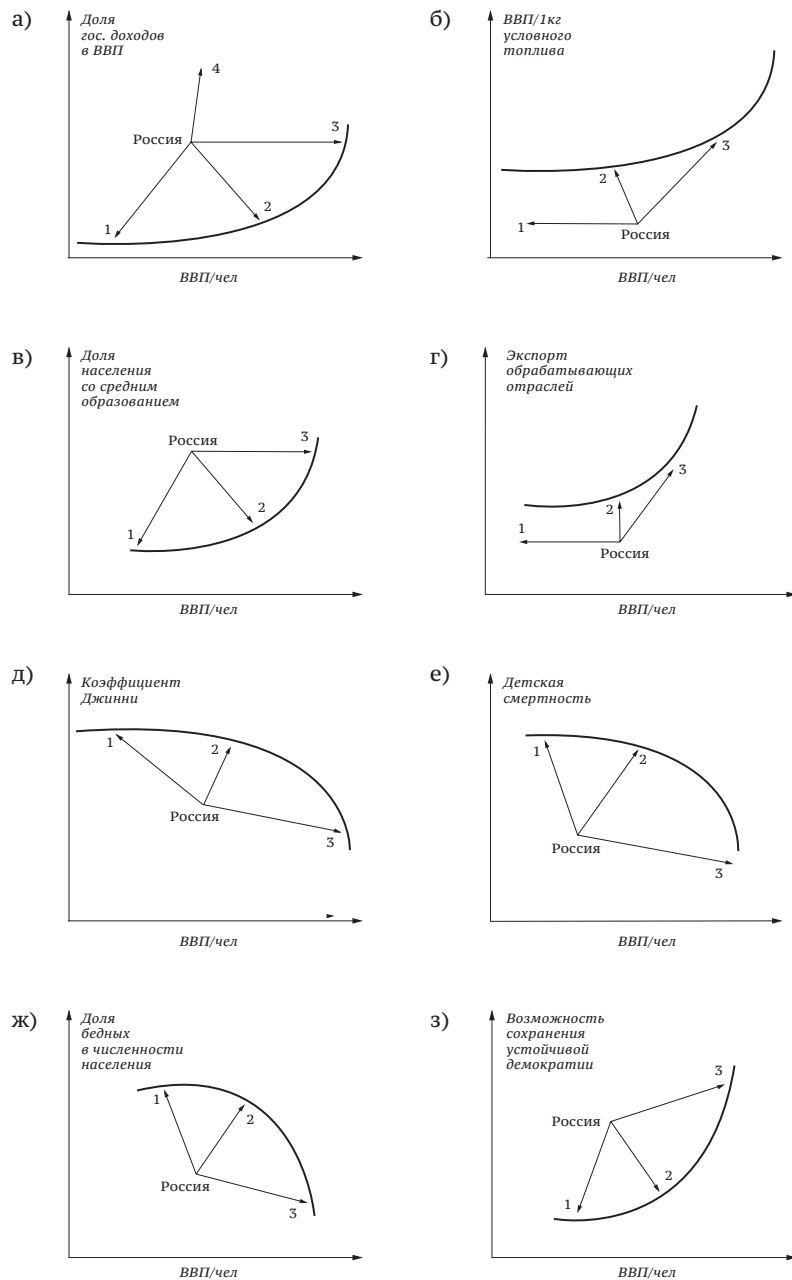 а)
Доля
гос. доходов
в ВВП
4
Россия
3
2
1
ВВП/чел
б)
ВВП/1кг
условного
топлива
3
2
1
Россия
ВВП/чел
в)
Доля
населения
со средним
образованием
Россия
3
2
1
ВВП/чел
г)
Экспорт
обрабатывающих
отраслей
3
2
1
Россия
ВВП/чел
д)
Коэффициент
Джинни
1
2
Россия
3
ВВП/чел
е)
Детская
смертность
1
2
Россия
3
ВВП/чел
ж)
Доля
бедных
в численности
населения
1
2
Россия
3
ВВП/чел
з)
Возможность
сохранения
устойчивой
демократии
3
Россия
2
1
ВВП/чел